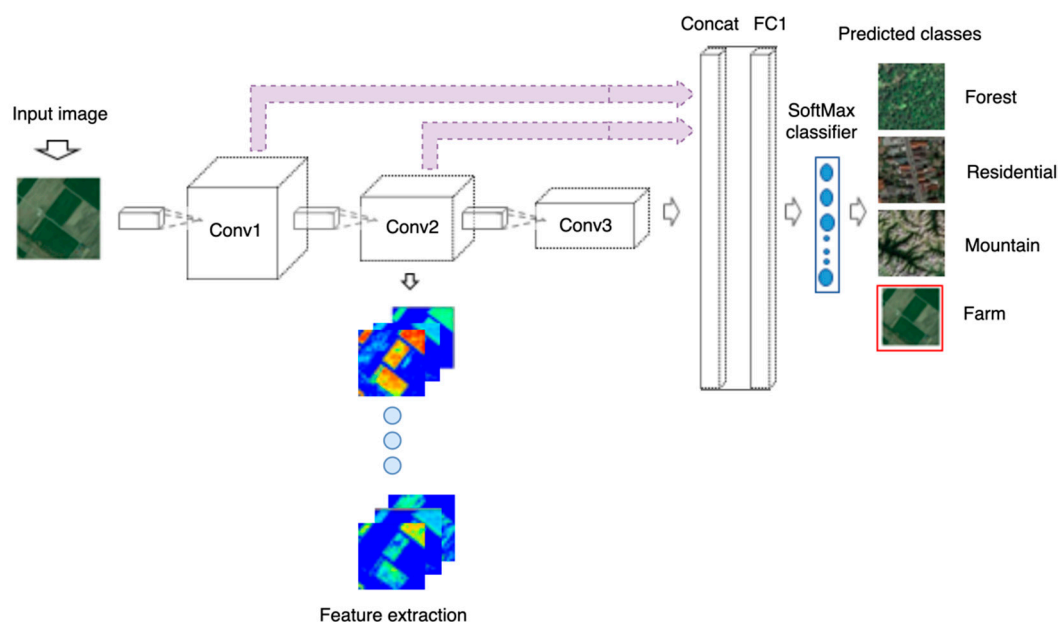 Concat FC1
Predicted classes
Input image
SoftMax
classifier
Forest
Residential
Conv1
Conv2
Conv3
Mountain
Farm
Feature extraction